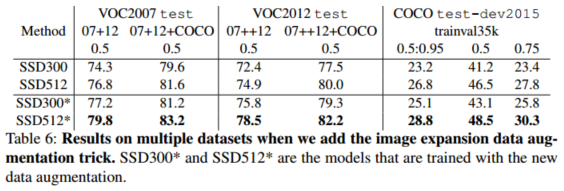 VOC2007 test VOC2012 test COCO test-dev2015
Method 07+12 07+12+COCO 07++12 07++12+COCO trainval35k
0.5 0.5 0.5 0.5 0.5:0.95 0.5 0.75
SSD300 74.3 79.6 72.4 77.5 23.2 41.2 23.4
SSD512 76.8 81.6 74.9 80.0 26.8 46.5 27.8
SSD300* 77.2 81.2 75.8 79.3 25.1 43.1 25.8
SSD512* 79.8 83.2 78.5 82.2 28.8 48.5 30.3
Table 6: Results on multiple datasets when we add the image expansion data aug-
mentation trick. SSD300* and SSD512* are the models that are trained with the new
data augmentation.